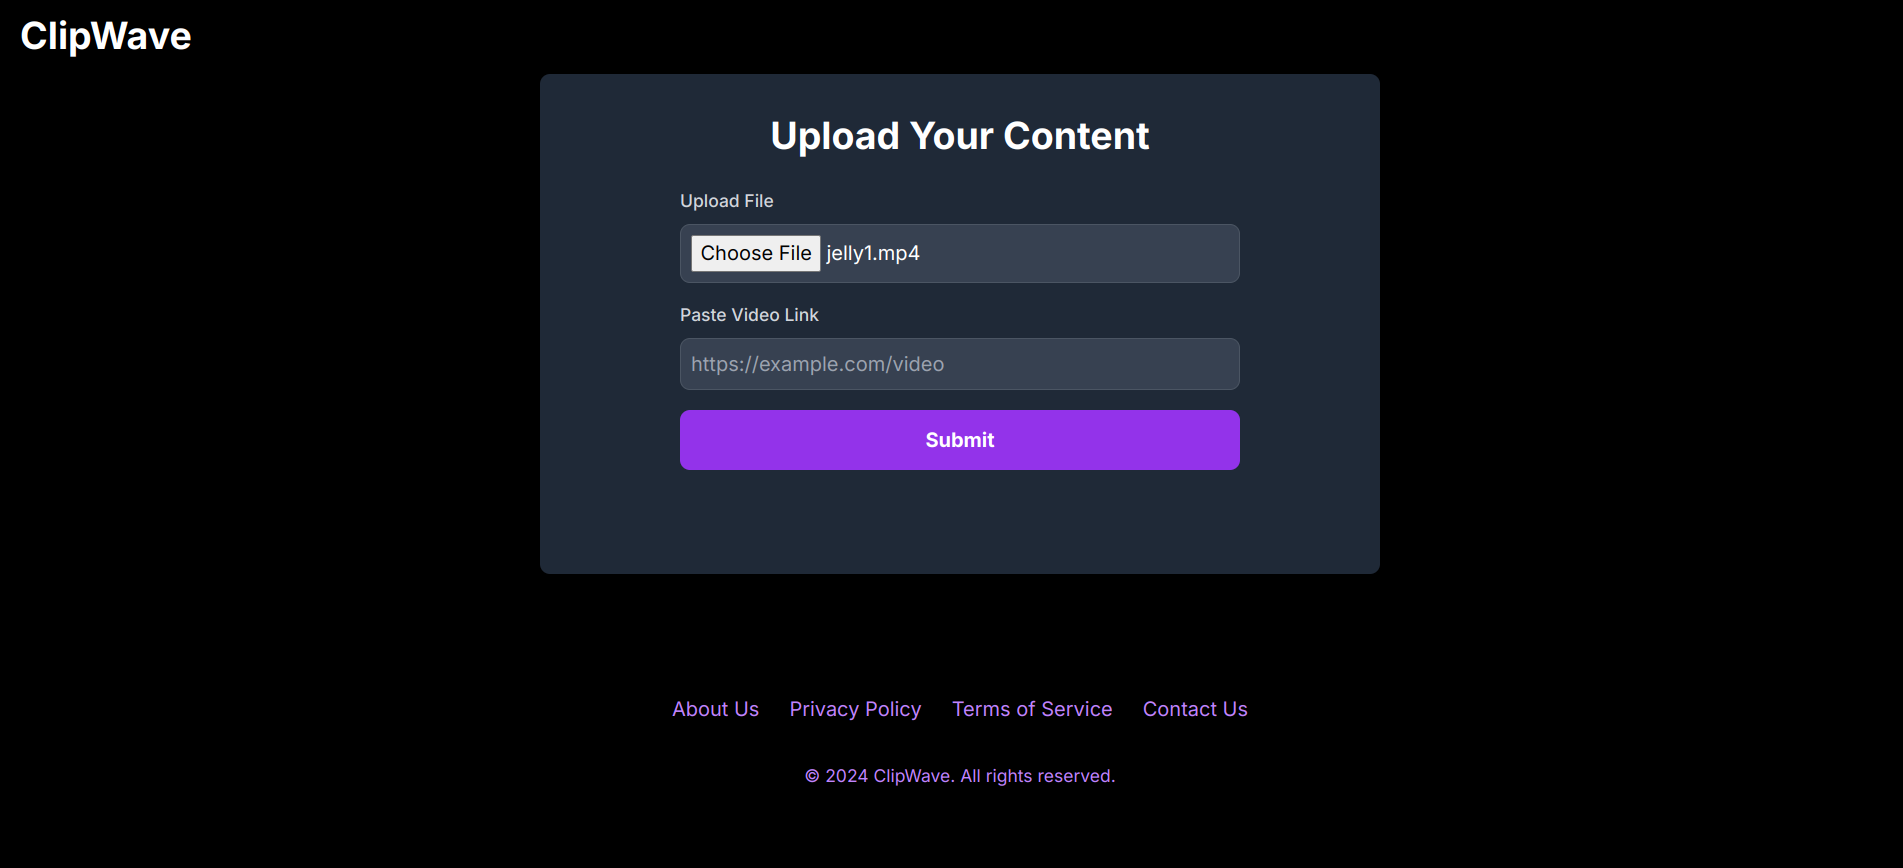 ClipWave
Upload Your Content
Upload File
Choose File jelly1.mp4
Paste Video Link
https://example.com/video
Submit
About Us Privacy Policy Terms of Service Contact Us
© 2024 ClipWave. All rights reserved.